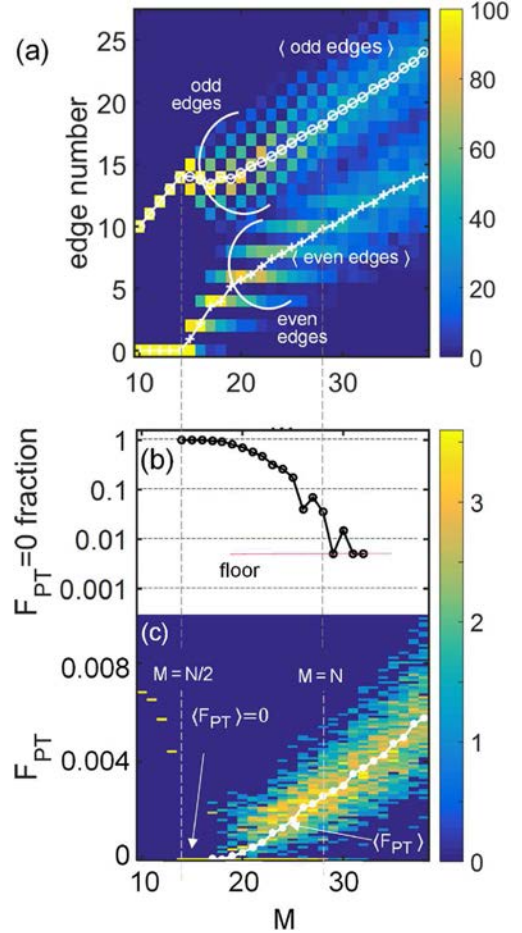 (a)
⟨ odd edges ⟩
odd
edges
⟨ even edges ⟩
even
edges
edge number
25
20
15
10
5
0
10
20
30
100
80
60
40
20
0
(b)
F_PT=0 fraction
1
0.1
0.01
0.001
floor
(c)
M = N/2
M = N
⟨F_PT⟩=0
⟨F_PT⟩
F_PT
0.008
0.004
0
10
20
30
M
3
2
1
0